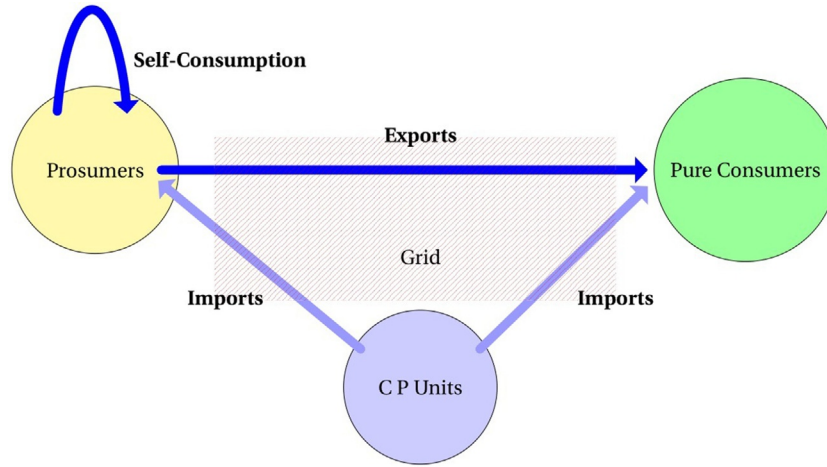 Self-Consumption
Exports
Prosumers
Pure Consumers
Grid
Imports
Imports
C P Units